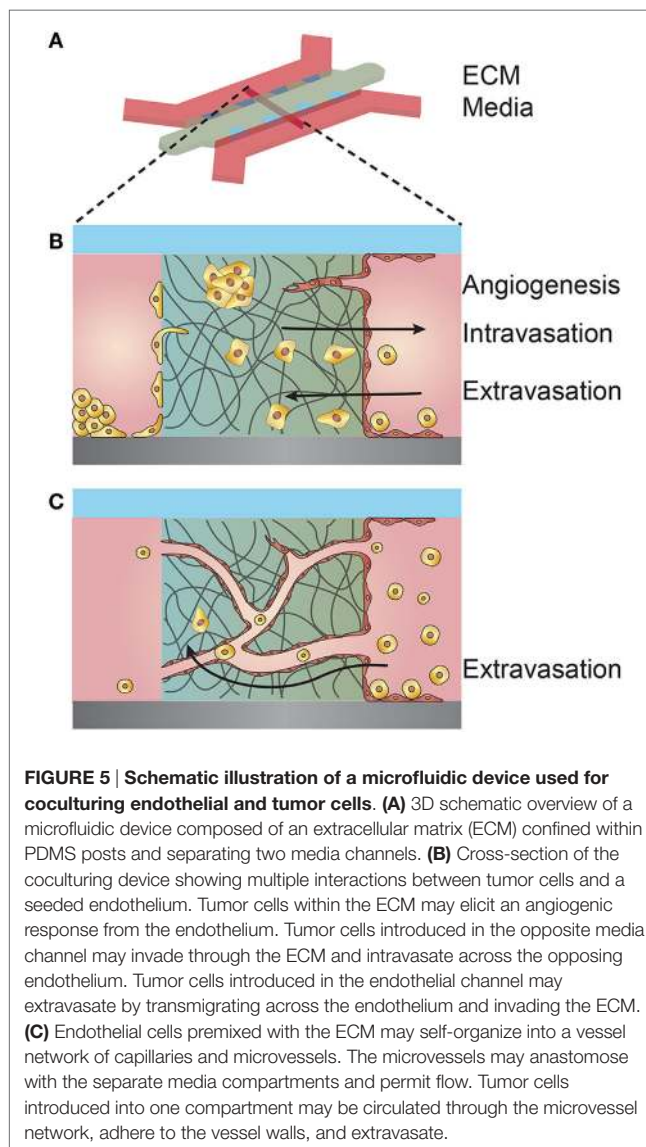 A
ECM
Media
B
Angiogenesis
Intravasation
Extravasation
C
Extravasation
FIGURE 5 | Schematic illustration of a microfluidic device used for
coculturing endothelial and tumor cells. (A) 3D schematic overview of a
microfluidic device composed of an extracellular matrix (ECM) confined within
PDMS posts and separating two media channels. (B) Cross-section of the
coculturing device showing multiple interactions between tumor cells and a
seeded endothelium. Tumor cells within the ECM may elicit an angiogenic
response from the endothelium. Tumor cells introduced in the opposite media
channel may invade through the ECM and intravasate across the opposing
endothelium. Tumor cells introduced in the endothelial channel may
extravasate by transmigrating across the endothelium and invading the ECM.
(C) Endothelial cells premixed with the ECM may self-organize into a vessel
network of capillaries and microvessels. The microvessels may anastomose
with the separate media compartments and permit flow. Tumor cells
introduced into one compartment may be circulated through the microvessel
network, adhere to the vessel walls, and extravasate.